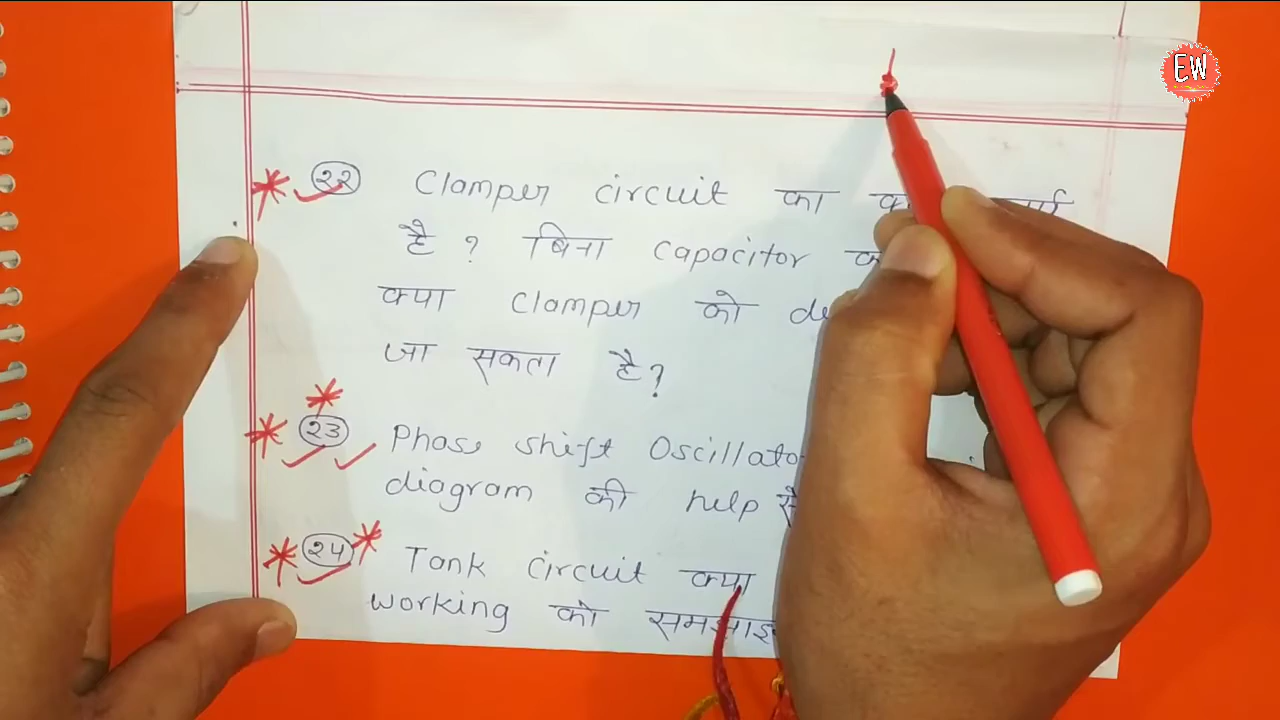 EW
22 Clamper circuit का
है ? बिना capacitor
क्या clamper को
जा सकता है?
23 Phase shift Oscillato
diagram की help से
24 Tank circuit क्या
working को